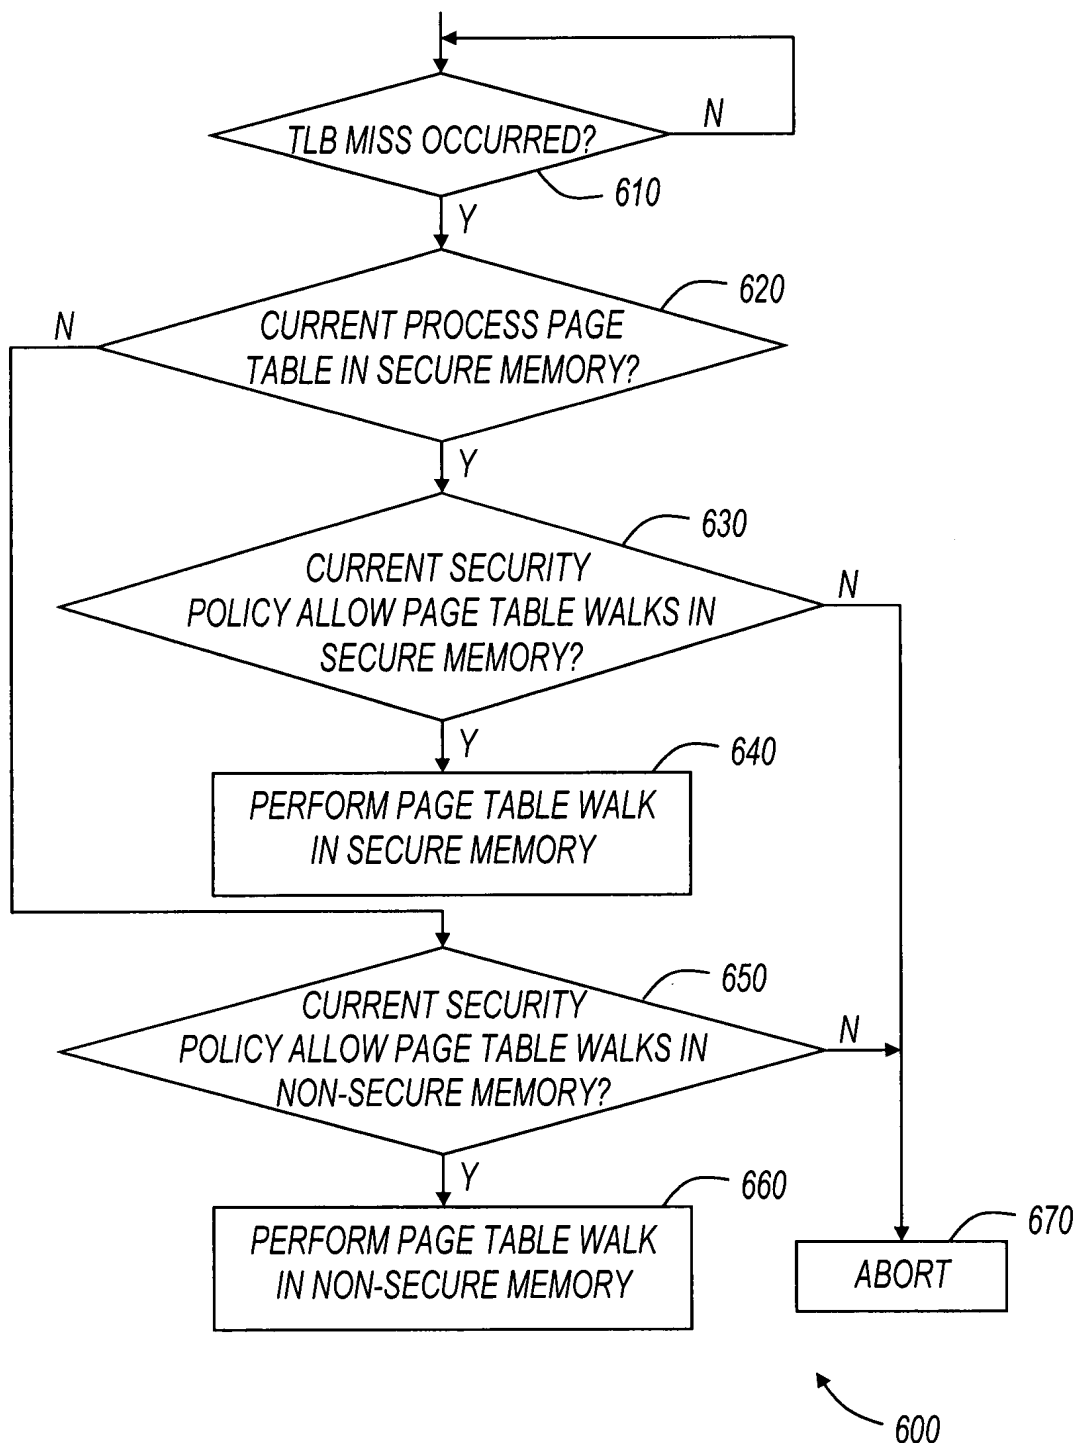 N
TLB MISS OCCURRED?
610
Y
620
N
CURRENT PROCESS PAGE
TABLE IN SECURE MEMORY?
Y
630
CURRENT SECURITY
N
POLICY ALLOW PAGE TABLE WALKS IN
SECURE MEMORY?
Y
640
PERFORM PAGE TABLE WALK
IN SECURE MEMORY
650
CURRENT SECURITY
N
POLICY ALLOW PAGE TABLE WALKS IN
NON-SECURE MEMORY?
Y
660
PERFORM PAGE TABLE WALK
IN NON-SECURE MEMORY
670
ABORT
600